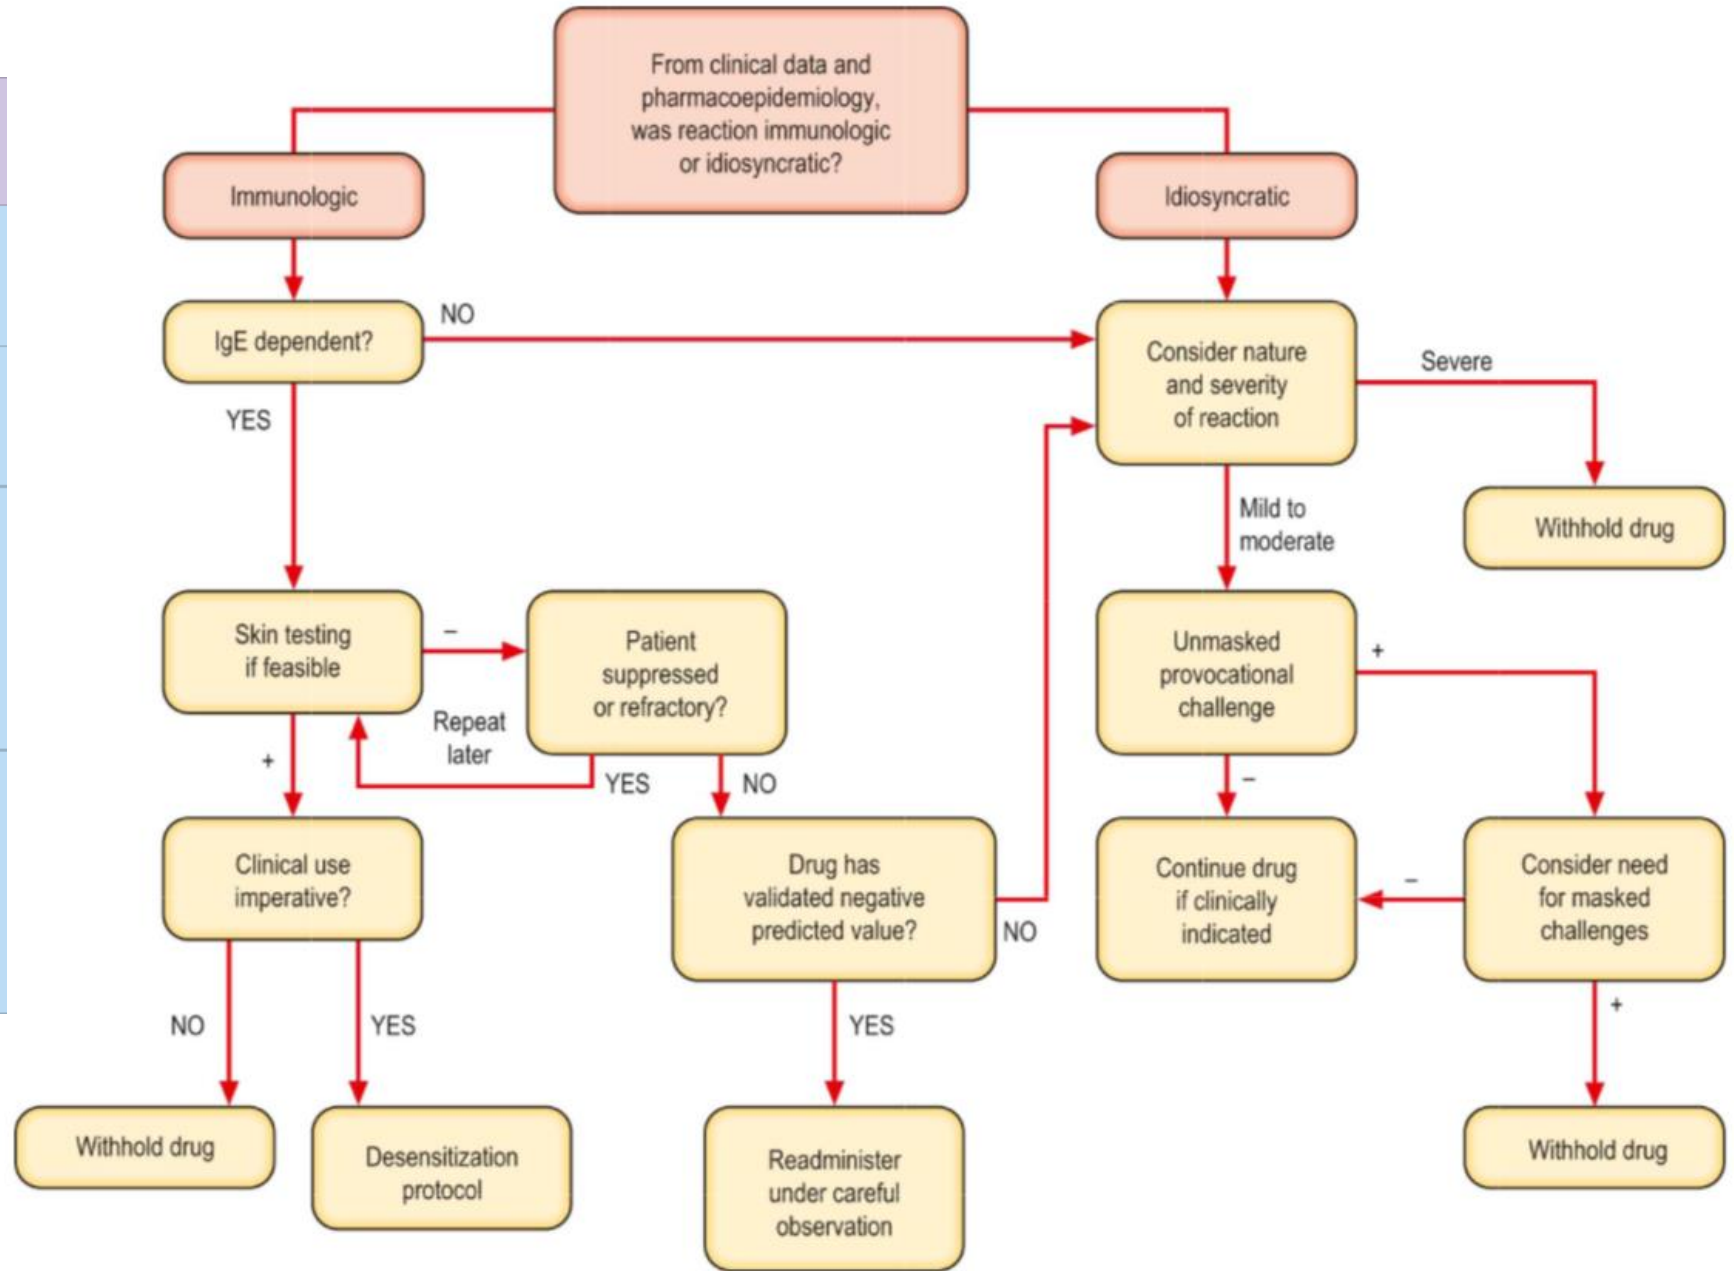 From clinical data and
pharmacoepidemiology,
was reaction immunologic
or idiosyncratic?
Immunologic
Idiosyncratic
IgE dependent?
NO
YES
Consider nature
and severity
of reaction
Severe
Withhold drug
Mild to
moderate
Skin testing
if feasible
–
Patient
suppressed
or refractory?
Repeat
later
YES
NO
+
Unmasked
provocational
challenge
+
–
Clinical use
imperative?
Drug has
validated negative
predicted value?
NO
Continue drug
if clinically
indicated
–
Consider need
for masked
challenges
NO
YES
YES
+
Withhold drug
Desensitization
protocol
Readminister
under careful
observation
Withhold drug